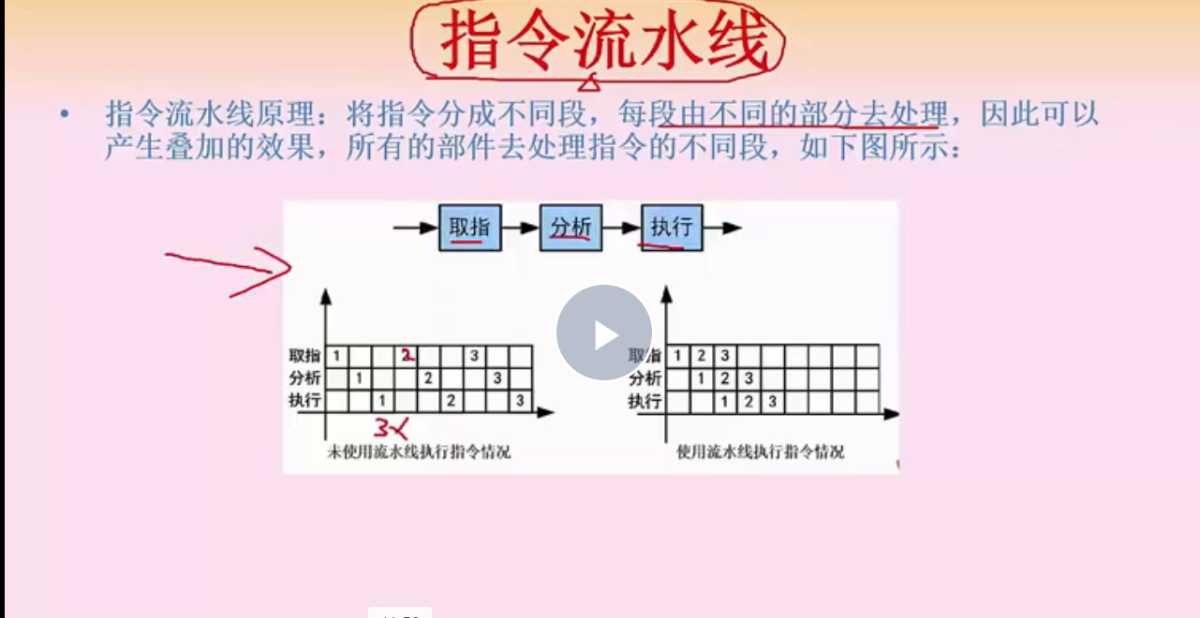 指令流水线
• 指令流水线原理：将指令分成不同段，每段由不同的部分去处理，因此可以
产生叠加的效果，所有的部件去处理指令的不同段，如下图所示：
取指 分析 执行
取指 1 2 3
分析 1 2 3
执行 1 2 3
3x
未使用流水线执行指令情况
取指 1 2 3
分析 1 2 3
执行 1 2 3
使用流水线执行指令情况